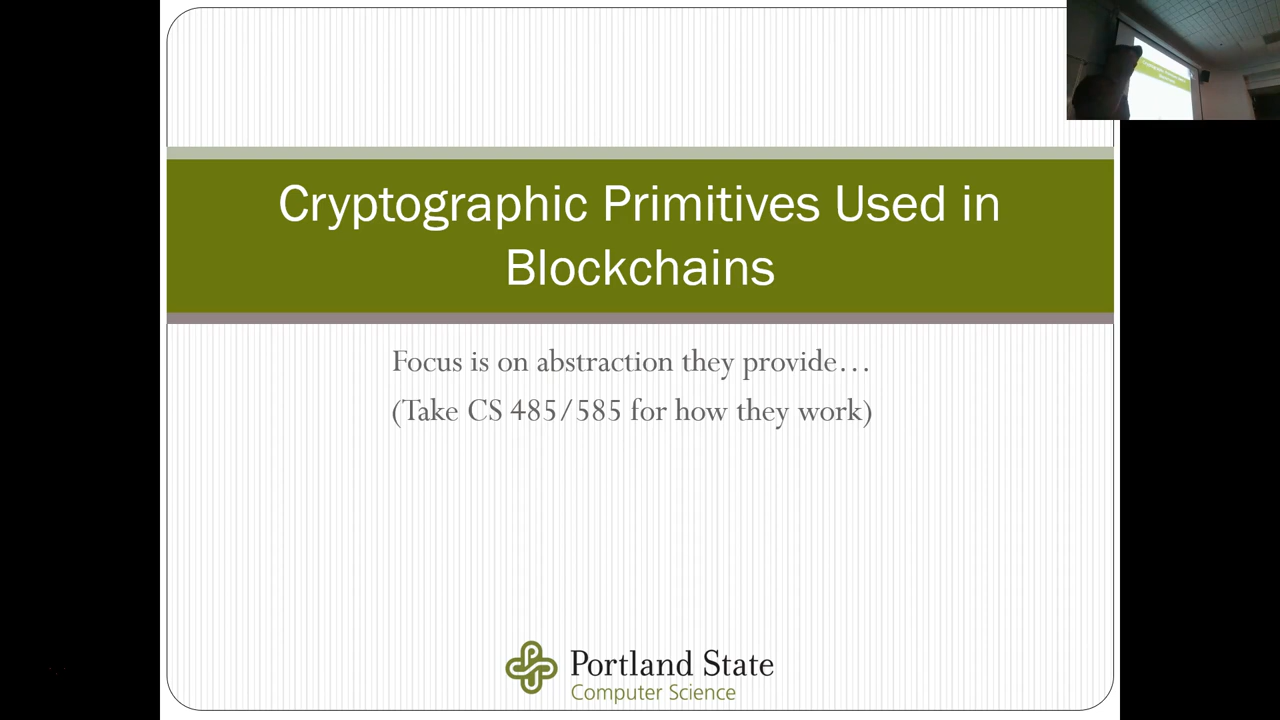 Cryptographic Primitives Used in
Blockchains
Focus is on abstraction they provide…
(Take CS 485/585 for how they work)
Portland State
Computer Science